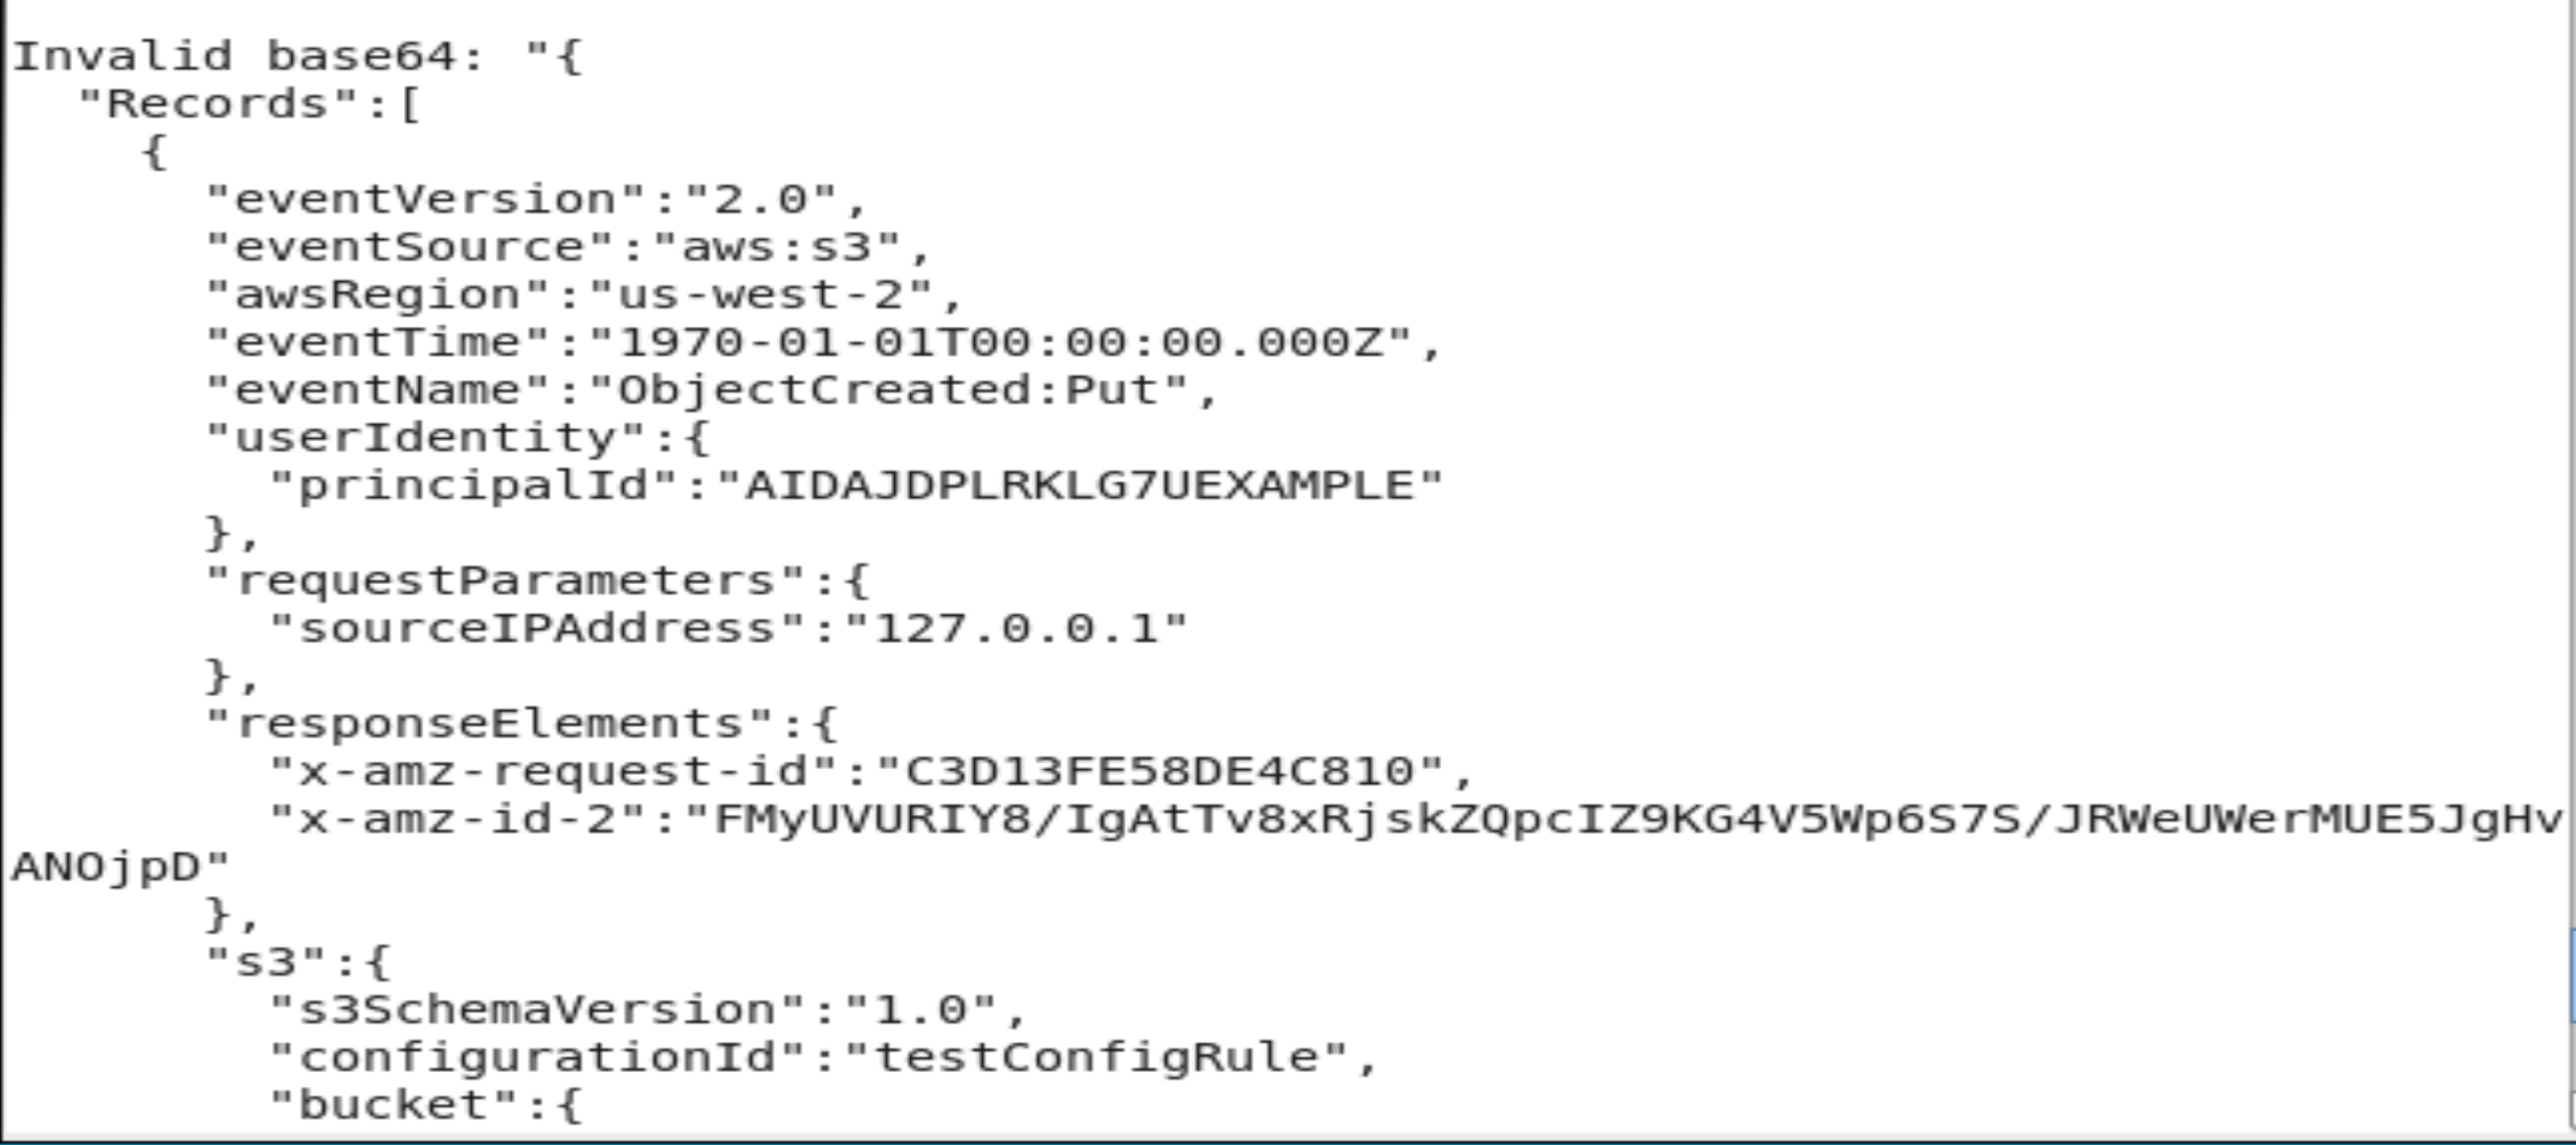 Invalid base64: "{
"Records":[
{
"eventVersion":"2.0",
"eventSource":"aws:s3",
"awsRegion":"us-west-2",
"eventTime":"1970-01-01T00:00:00.000Z",
"eventName":"ObjectCreated:Put",
"userIdentity":{
"principalId":"AIDAJDPLRKLG7UEXAMPLE"
},
"requestParameters":{
"sourceIPAddress":"127.0.0.1"
},
"responseElements":{
"x-amz-request-id":"C3D13FE58DE4C810",
"x-amz-id-2":"FMyUVURIY8/IgAtTv8xRjskZQpcIZ9KG4V5Wp6S7S/JRWeUWerMUE5JgHv
ANOjpD"
},
"s3":{
"s3SchemaVersion":"1.0",
"configurationId":"testConfigRule",
"bucket":{